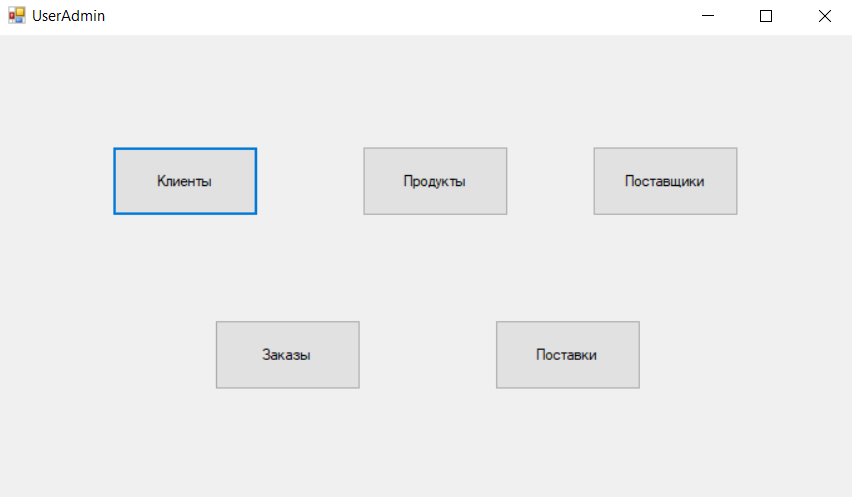 UserAdmin
Клиенты
Продукты
Поставщики
Заказы
Поставки